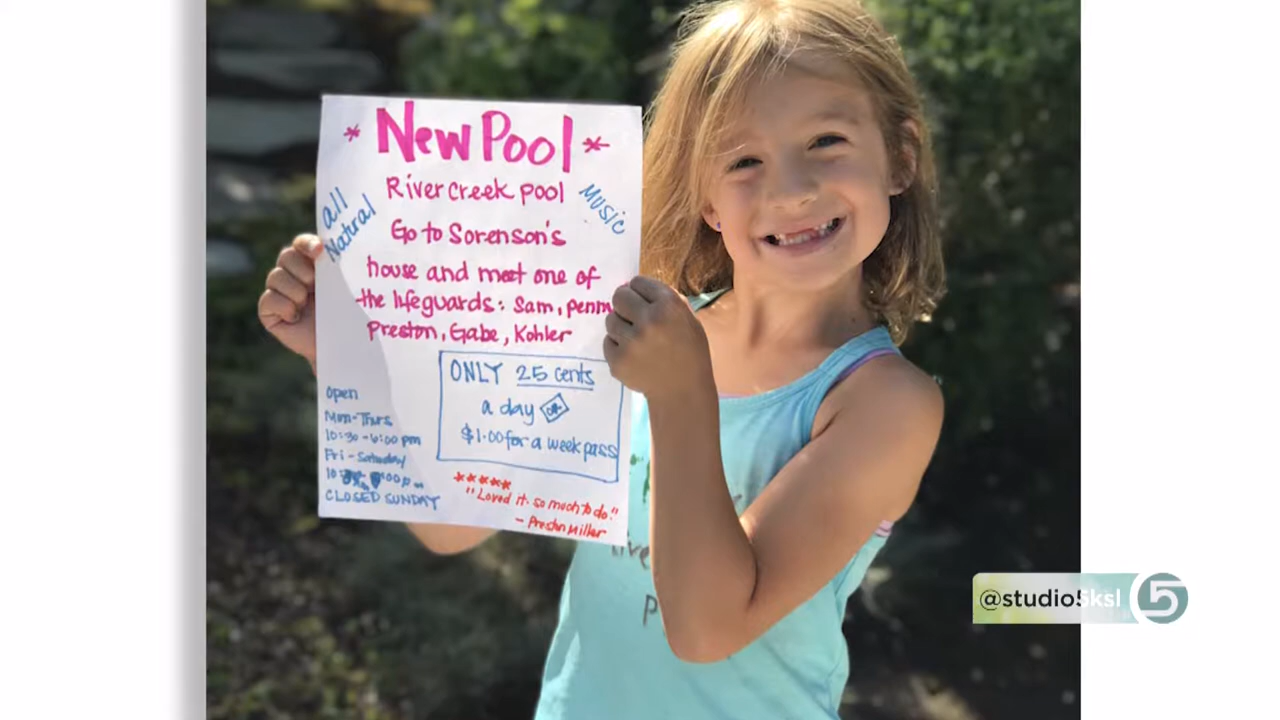 * New Pool *
all Natural
River Creek pool
Music
Go to Sorenson's
house and meet one of
the lifeguards: Sam, penn
Preston, Gabe, Kohler
ONLY 25 cents
a day OR
$1.00 for a week pass
open
Mon-Thurs
10:30-6:00 pm
Fri-Saturday
10
CLOSED SUNDAY
*****
"Loved it. so much to do!"
- Preston Miller
@studio5ksl
5